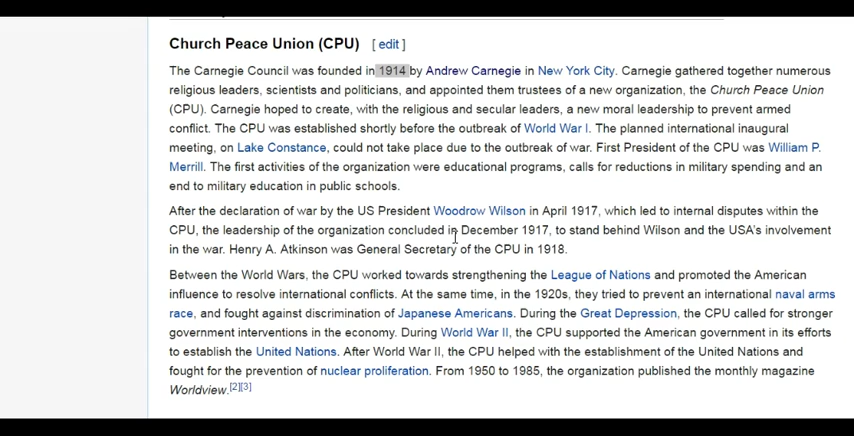 Church Peace Union (CPU) [ edit ]
The Carnegie Council was founded in 1914 by Andrew Carnegie in New York City. Carnegie gathered together numerous
religious leaders, scientists and politicians, and appointed them trustees of a new organization, the Church Peace Union
(CPU). Carnegie hoped to create, with the religious and secular leaders, a new moral leadership to prevent armed
conflict. The CPU was established shortly before the outbreak of World War I. The planned international inaugural
meeting, on Lake Constance, could not take place due to the outbreak of war. First President of the CPU was William P.
Merrill. The first activities of the organization were educational programs, calls for reductions in military spending and an
end to military education in public schools.
After the declaration of war by the US President Woodrow Wilson in April 1917, which led to internal disputes within the
CPU, the leadership of the organization concluded in December 1917, to stand behind Wilson and the USA's involvement
in the war. Henry A. Atkinson was General Secretary of the CPU in 1918.
Between the World Wars, the CPU worked towards strengthening the League of Nations and promoted the American
influence to resolve international conflicts. At the same time, in the 1920s, they tried to prevent an international naval arms
race, and fought against discrimination of Japanese Americans. During the Great Depression, the CPU called for stronger
government interventions in the economy. During World War II, the CPU supported the American government in its efforts
to establish the United Nations. After World War II, the CPU helped with the establishment of the United Nations and
fought for the prevention of nuclear proliferation. From 1950 to 1985, the organization published the monthly magazine
Worldview.[2][3]